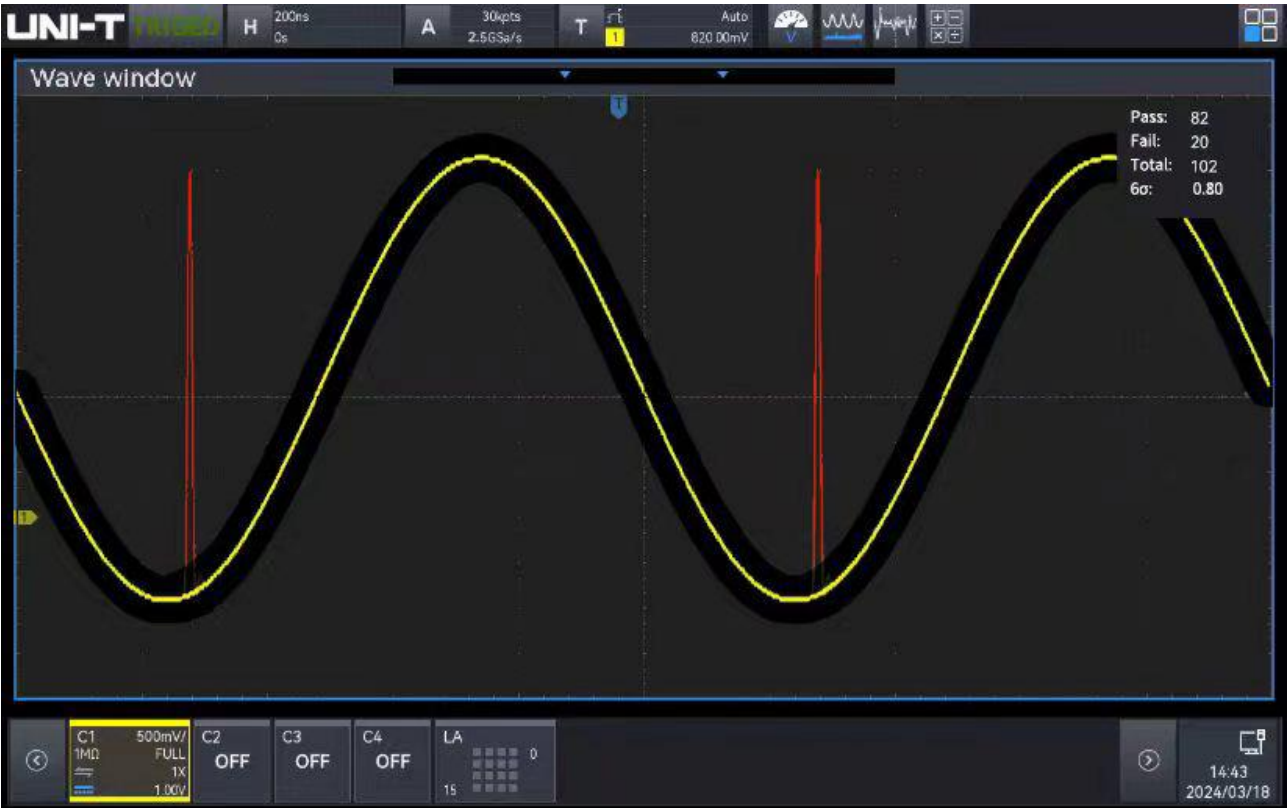 UNI-T TRIGED H 200ns A 30kpts T Auto
0s 2.5GSa/s 1 820.00mV
Wave window
T
Pass: 82
Fail: 20
Total: 102
6σ: 0.80
1
C1 500mV/ C2 C3 C4 LA
1MΩ FULL OFF OFF OFF 0
1X
1.00V 15
14:43
2024/03/18